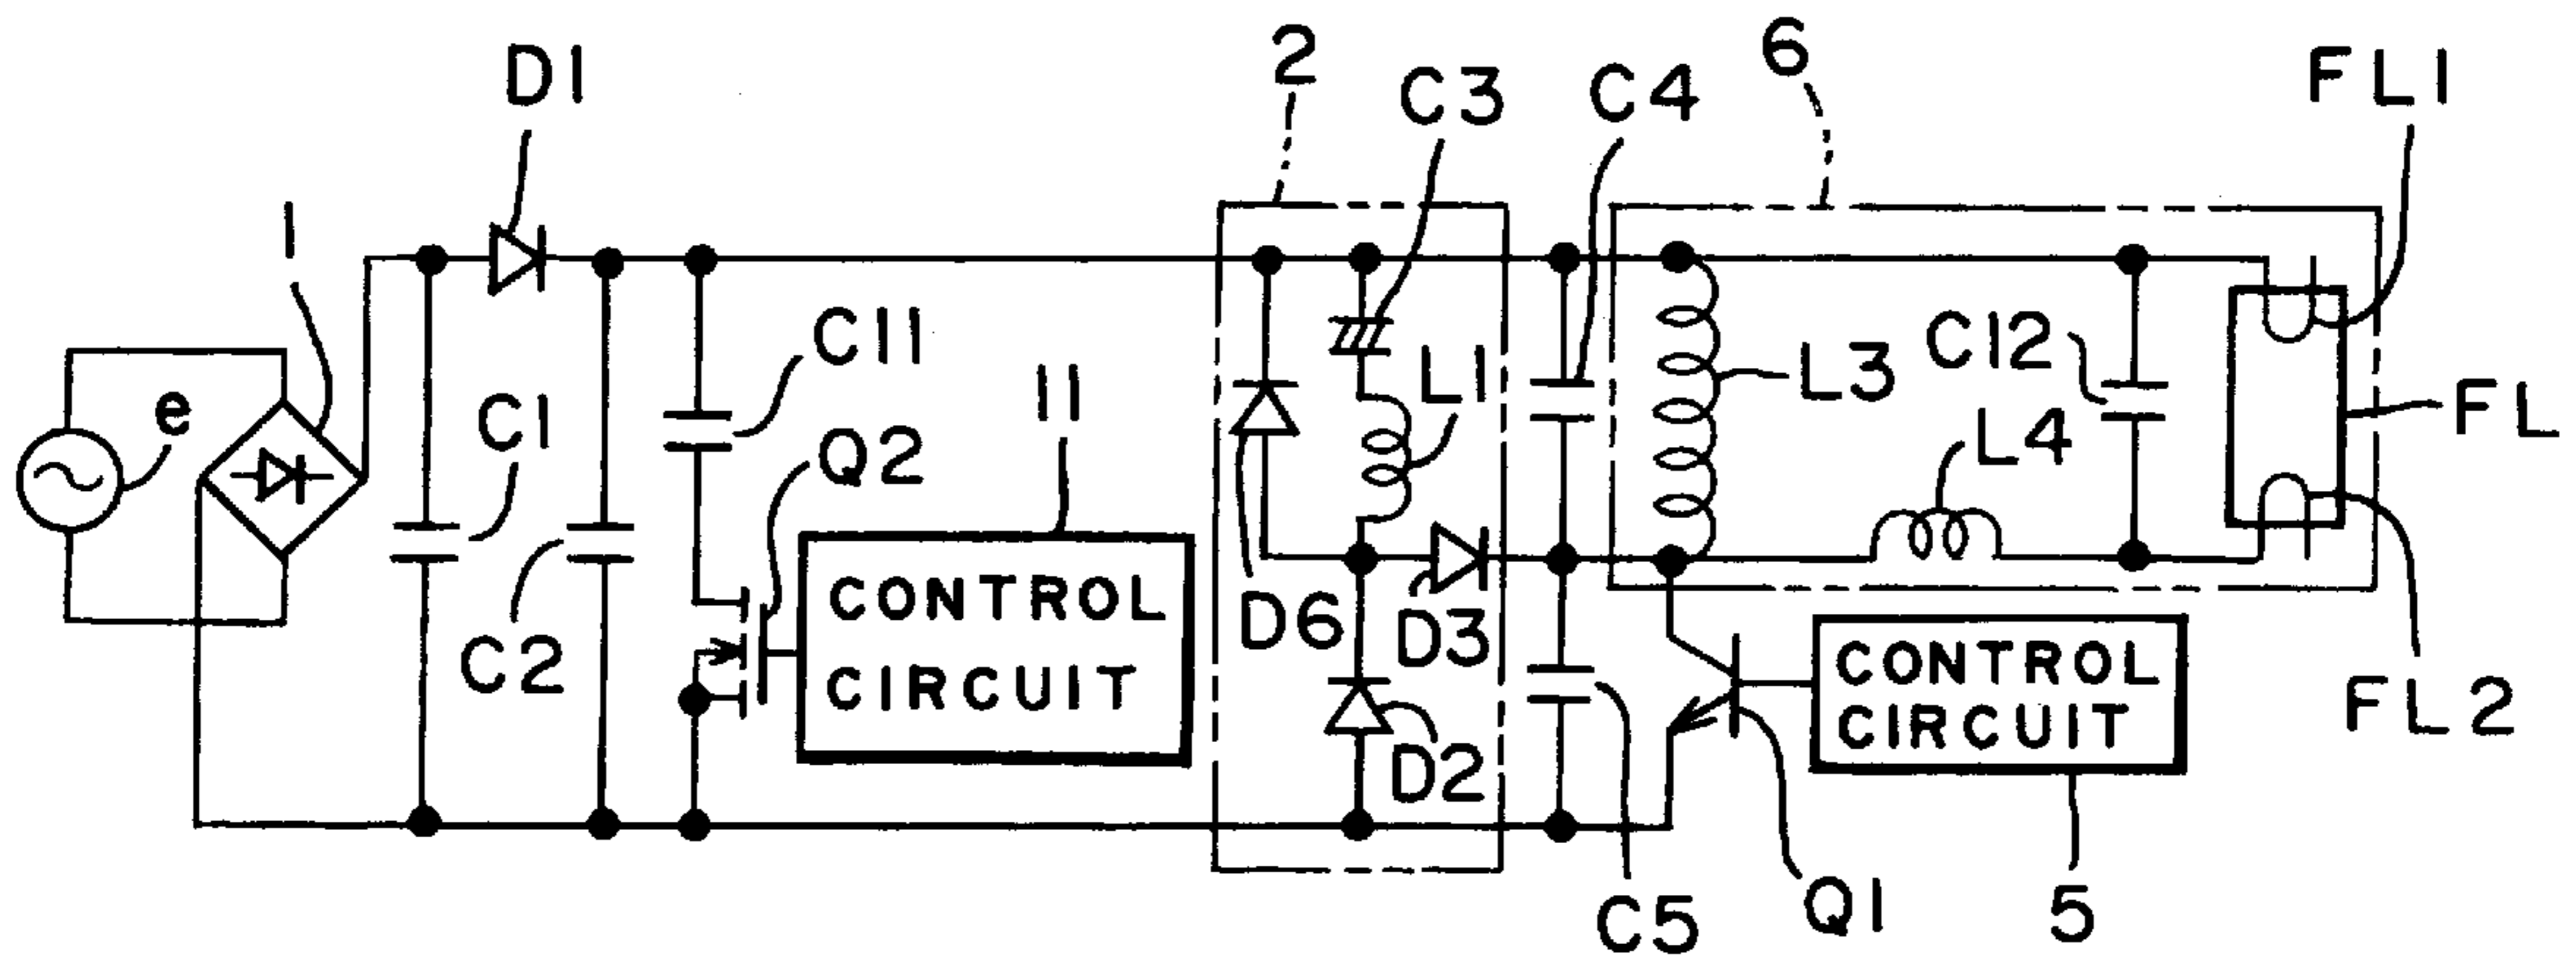 2
6
D1
C3
C4
FL1
1
C11
L1
L3
C12
e
C1
11
Q2
L4
FL
CONTROL
CIRCUIT
C2
D6
D3
CONTROL
CIRCUIT
FL2
D2
C5
Q1
5